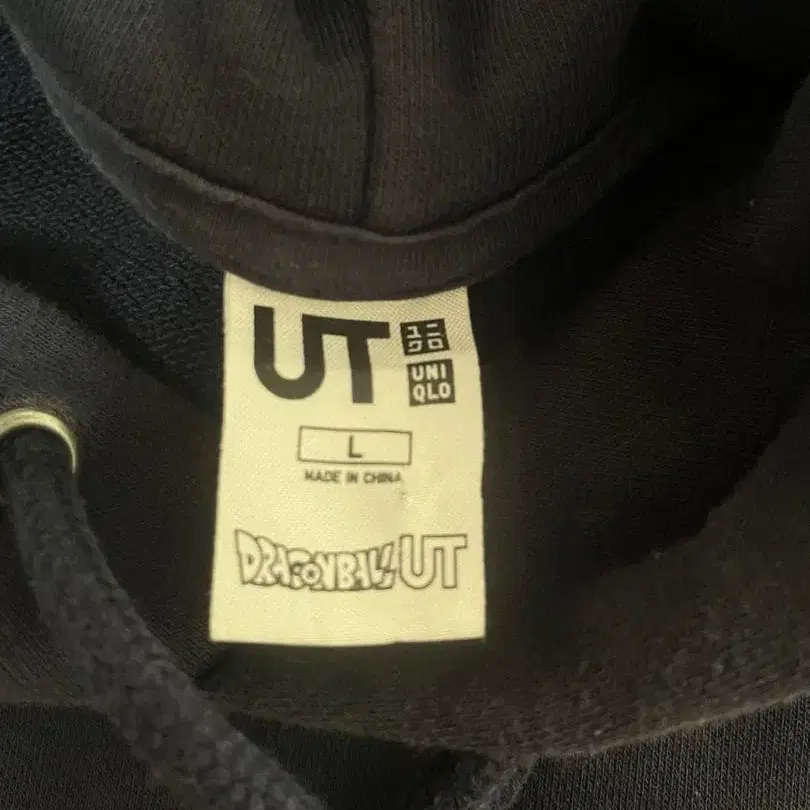 UT ユニ
クロ
UNI
QLO
L
MADE IN CHINA
DRAGONBALL UT